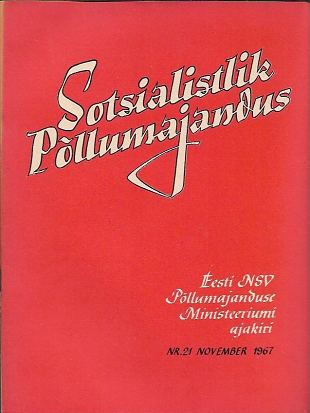 Sotsialistlik
Põllumajandus
Eesti NSV
Põllumajanduse
Ministeeriumi
ajakiri
NR.21 NOVEMBER 1967